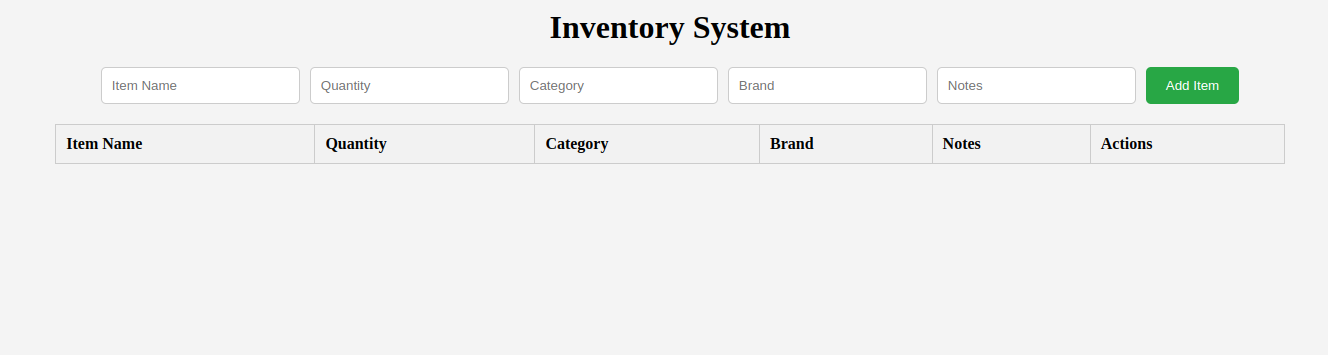 Inventory System
Item Name Quantity Category Brand Notes Add Item
Item Name Quantity Category Brand Notes Actions